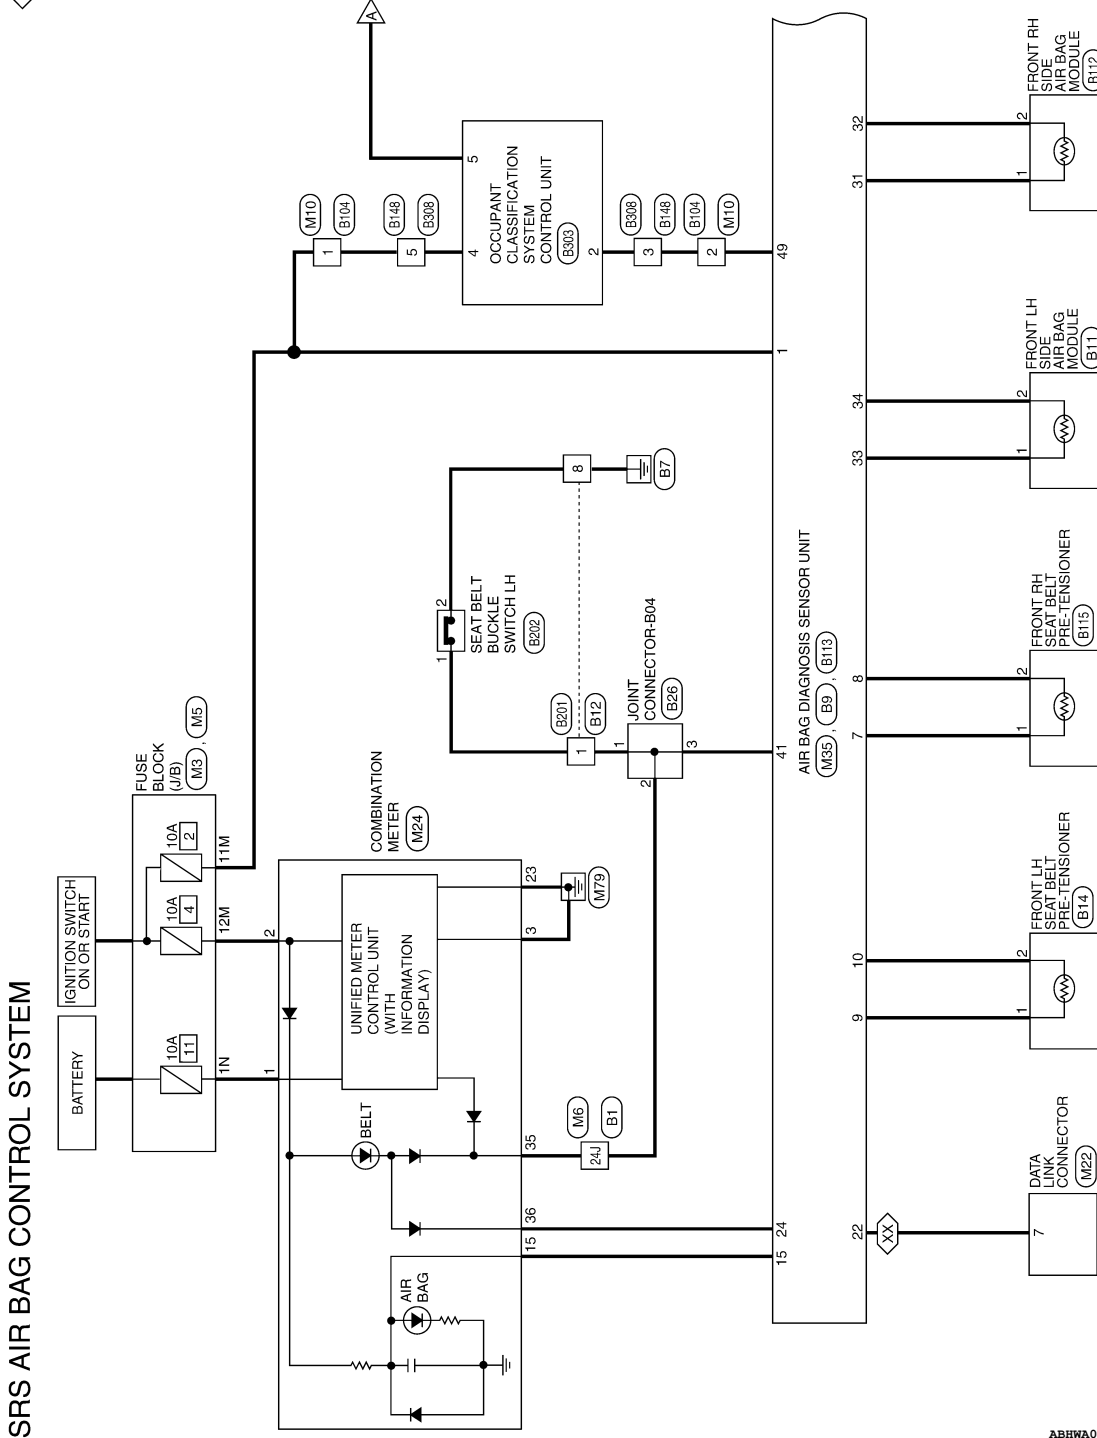 SRS AIR BAG CONTROL SYSTEM
BATTERY
IGNITION SWITCH
ON OR START
FUSE
BLOCK
(J/B)
M3 , M5
10A
11
10A
4
10A
2
1N
12M
11M
1
2
COMBINATION
METER
M24
UNIFIED METER
CONTROL UNIT
(WITH
INFORMATION
DISPLAY)
BELT
AIR
BAG
15
36
35
3
23
M79
M6
B1
24J
A
M10
B104
1
B148
B308
5
4
5
OCCUPANT
CLASSIFICATION
SYSTEM
CONTROL UNIT
B303
2
B308
B148
3
B104
M10
2
SEAT BELT
BUCKLE
SWITCH LH
B202
1
2
B201
B12
1
8
B7
JOINT
CONNECTOR-B04
B26
1
2
3
15
24
41
1
49
AIR BAG DIAGNOSIS SENSOR UNIT
M35 , B9 , B113
22
9
10
7
8
33
34
31
32
XX
DATA
LINK
CONNECTOR
M22
7
FRONT LH
SEAT BELT
PRE-TENSIONER
B14
1
2
FRONT RH
SEAT BELT
PRE-TENSIONER
B115
1
2
FRONT LH
SIDE
AIR BAG
MODULE
B11
1
2
FRONT RH
SIDE
AIR BAG
MODULE
B112
1
2
ABHWA0